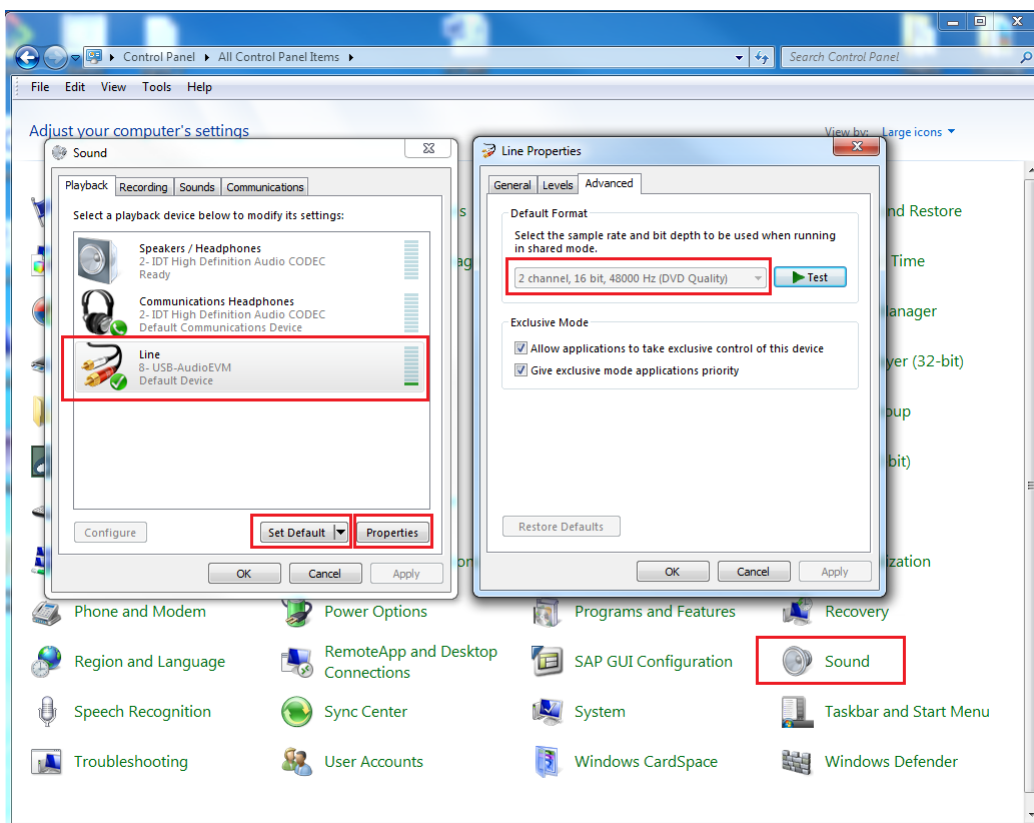 Control Panel ▸ All Control Panel Items ▸
Search Control Panel
File Edit View Tools Help
Adjust your computer's settings
View by: Large icons
Sound
Playback Recording Sounds Communications
Select a playback device below to modify its settings:
Speakers / Headphones
2- IDT High Definition Audio CODEC
Ready
Communications Headphones
2- IDT High Definition Audio CODEC
Default Communications Device
Line
8- USB-AudioEVM
Default Device
Configure
Set Default
Properties
OK
Cancel
Apply
Line Properties
General Levels Advanced
Default Format
Select the sample rate and bit depth to be used when running
in shared mode.
2 channel, 16 bit, 48000 Hz (DVD Quality)
Test
Exclusive Mode
Allow applications to take exclusive control of this device
Give exclusive mode applications priority
Restore Defaults
OK
Cancel
Apply
nd Restore
Time
anager
yer (32-bit)
oup
bit)
ization
Phone and Modem
Power Options
Programs and Features
Recovery
Region and Language
RemoteApp and Desktop
Connections
SAP GUI Configuration
Sound
Speech Recognition
Sync Center
System
Taskbar and Start Menu
Troubleshooting
User Accounts
Windows CardSpace
Windows Defender